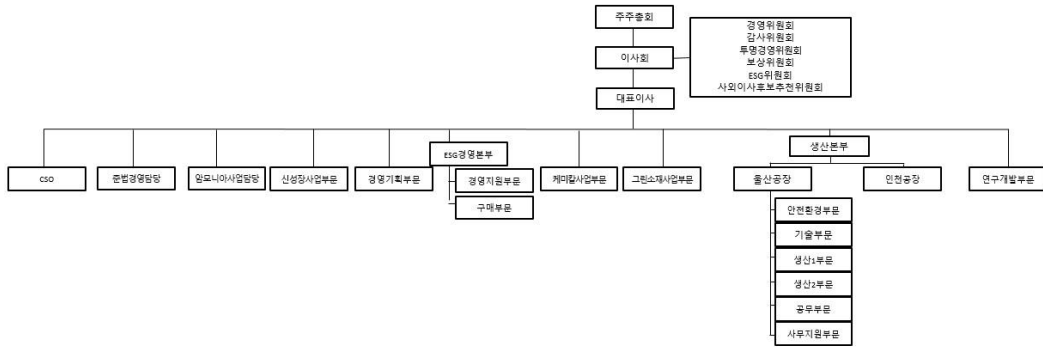 주주총회
이사회
경영위원회
감사위원회
투명경영위원회
보상위원회
ESG위원회
사외이사후보추천위원회
대표이사
CSO
준법경영담당
암모니아사업담당
신성장사업부문
경영기획부문
ESG경영본부
경영지원부문
구매부문
케미칼사업부문
그린소재사업부문
생산본부
울산공장
인천공장
안전환경부문
기술부문
생산1부문
생산2부문
공무부문
사무지원부문
연구개발부문